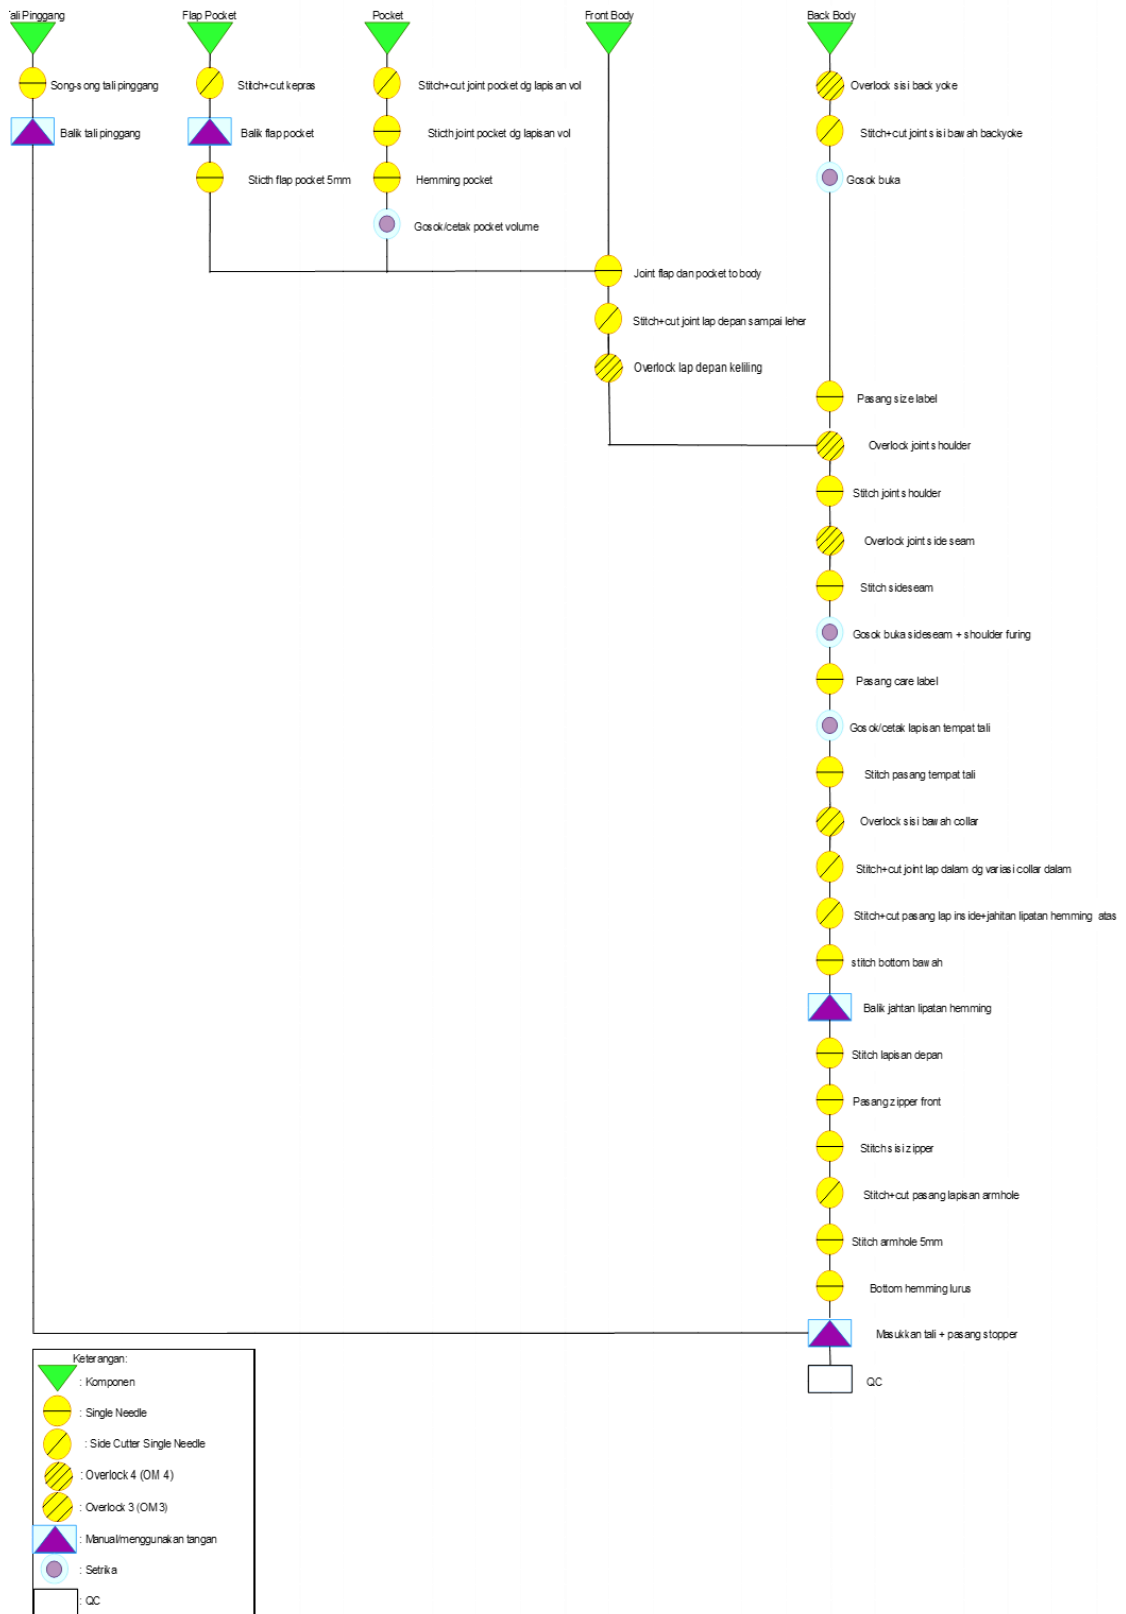 Tali Pinggang
Flap Pocket
Pocket
Front Body
Back Body
Song-song tali pinggang
Stitch+cut kepras
Stitch+cut joint pocket dg lapisan vol
Overlock sisi back yoke
Balik tali pinggang
Balik flap pocket
Sticth joint pocket dg lapisan vol
Stitch+cut joint sisi bawah backyoke
Sticth flap pocket 5mm
Hemming pocket
Gosok buka
Gosok/cetak pocket volume
Joint flap dan pocket to body
Stitch+cut joint lap depan sampai leher
Overlock lap depan keliling
Pasang size label
Overlock joint shoulder
Stitch joint shoulder
Overlock joint side seam
Stitch sideseam
Gosok buka sideseam + shoulder furing
Pasang care label
Gosok/cetak lapisan tempat tali
Stitch pasang tempat tali
Overlock sisi bawah collar
Stitch+cut joint lap dalam dg variasi collar dalam
Stitch+cut pasang lap inside+jahitan lipatan hemming atas
stitch bottom bawah
Balik jahtan lipatan hemming
Stitch lapisan depan
Pasang zipper front
Stitch sisi zipper
Stitch+cut pasang lapisan armhole
Stitch armhole 5mm
Bottom hemming lurus
Masukkan tali + pasang stopper
QC
Keterangan:
: Komponen
: Single Needle
: Side Cutter Single Needle
: Overlock 4 (OM 4)
: Overlock 3 (OM3)
: Manual/menggunakan tangan
: Setrika
: QC